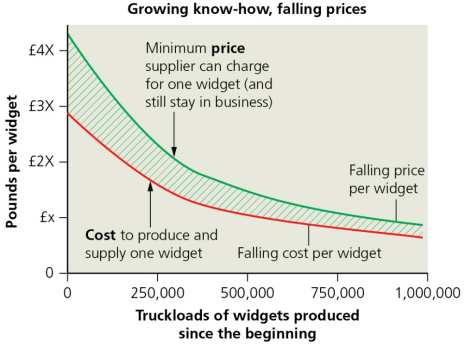 Growing know-how, falling prices
£4X
£3X
£2X
£x
0
Pounds per widget
Minimum price
supplier can charge
for one widget (and
still stay in business)
Falling price
per widget
Cost to produce and
supply one widget
Falling cost per widget
0
250,000
500,000
750,000
1,000,000
Truckloads of widgets produced
since the beginning